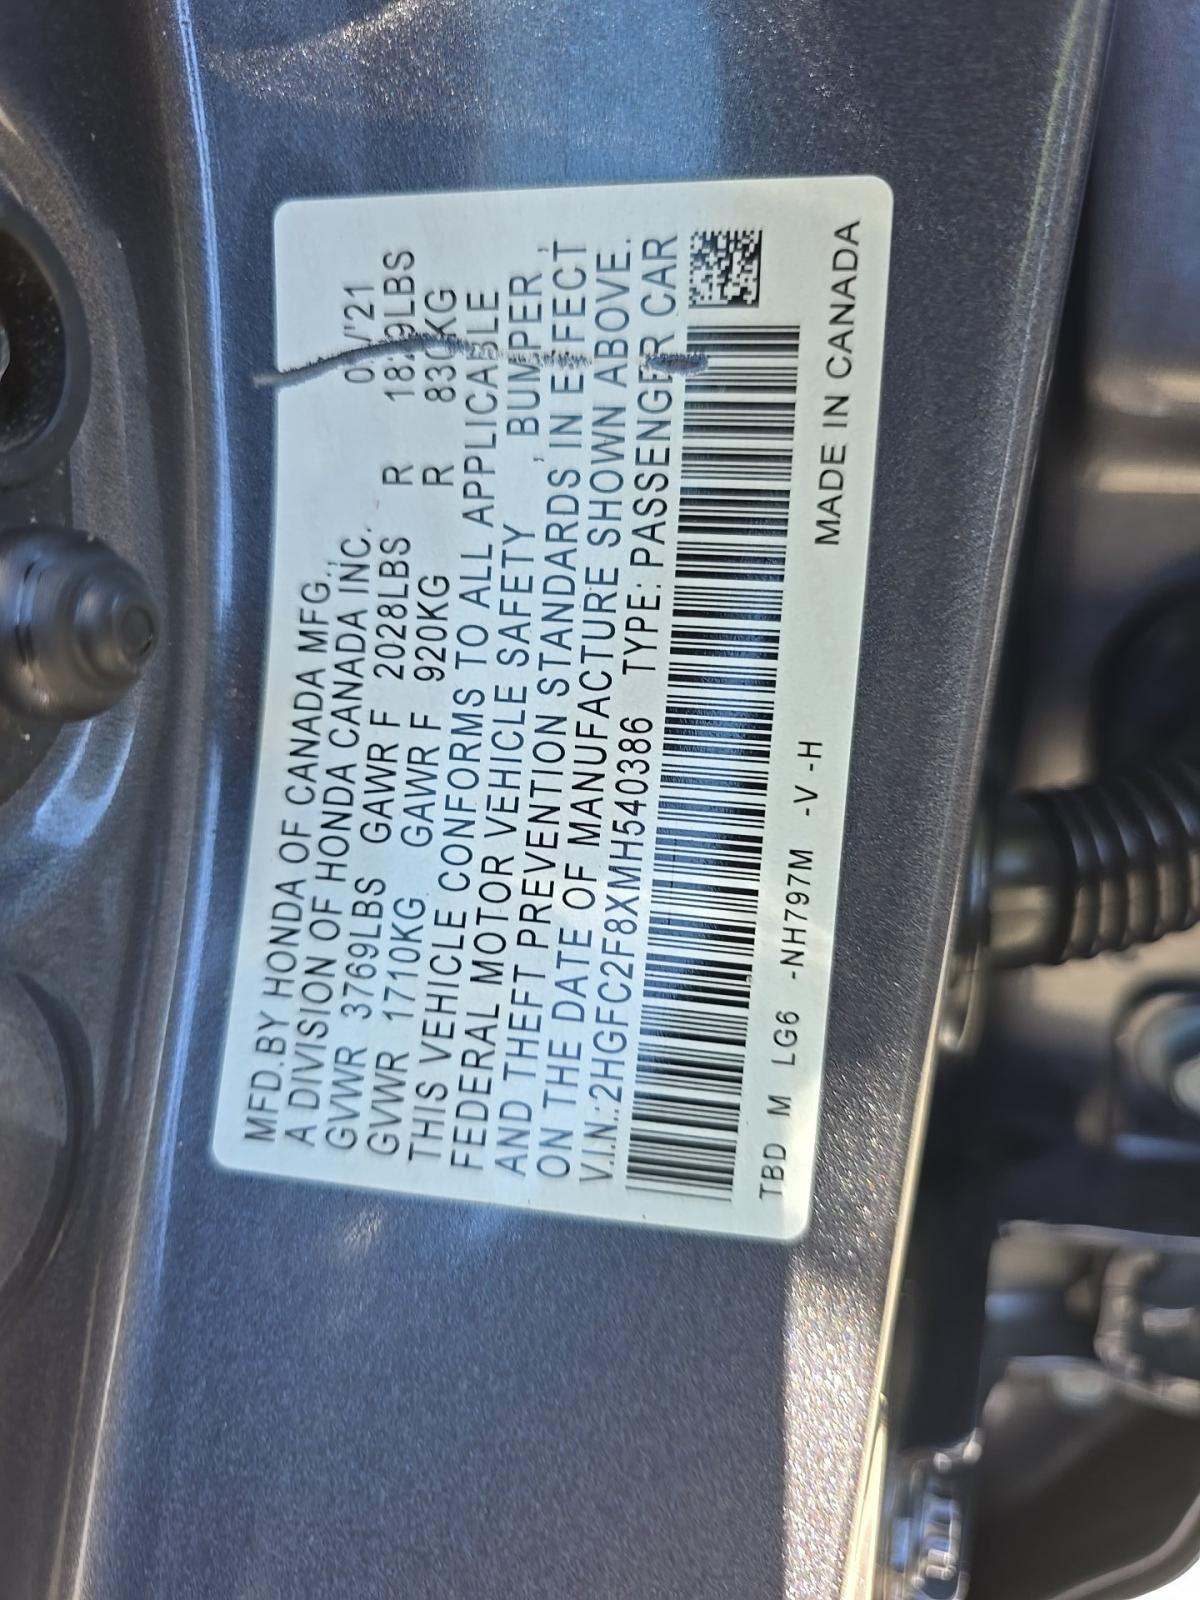 MFD.BY HONDA OF CANADA MFG.,
A DIVISION OF HONDA CANADA INC. /'21
GVWR 3769LBS GAWR F 2028LBS R
GVWR 1710KG GAWR F 920KG R 830KG
THIS VEHICLE CONFORMS TO ALL APPLICABLE
FEDERAL MOTOR VEHICLE SAFETY , BUMPER ,
AND THEFT PREVENTION STANDARDS IN EFFECT
ON THE DATE OF MANUFACTURE SHOWN ABOVE.
V.I.N.:2HGFC2F8XMH540386 TYPE: PASSENGER CAR
TBD M LG6 -NH797M -V -H MADE IN CANADA